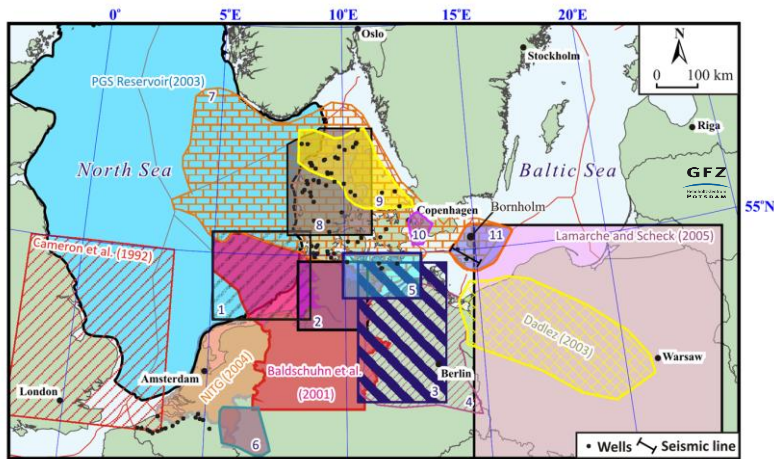 0°
5°E
10°E
15°E
20°E
Oslo
Stockholm
N
0 100 km
PGS Reservoir(2003)
7
Riga
North Sea
Baltic Sea
GFZ
Helmholtz-Zentrum
POTSDAM
9
Copenhagen
Bornholm
55°N
8
10
11
Cameron et al.
(1992)
Lamarche and Scheck (2005)
1
5
2
Dadlez (2003)
Warsaw
NITG (2004)
Amsterdam
Baldschuhn et al.
(2001)
Berlin
London
3
4
6
Wells
Seismic line